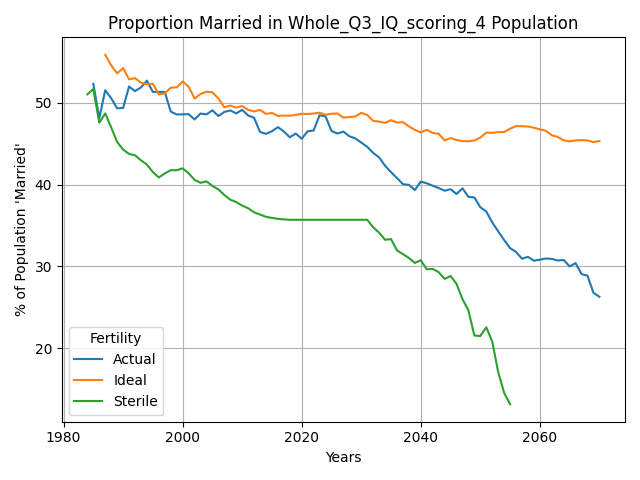 Proportion Married in Whole_Q3_IQ_scoring_4 Population
% of Population 'Married'
50
40
30
20
Fertility
Actual
Ideal
Sterile
1980
2000
2020
2040
2060
Years